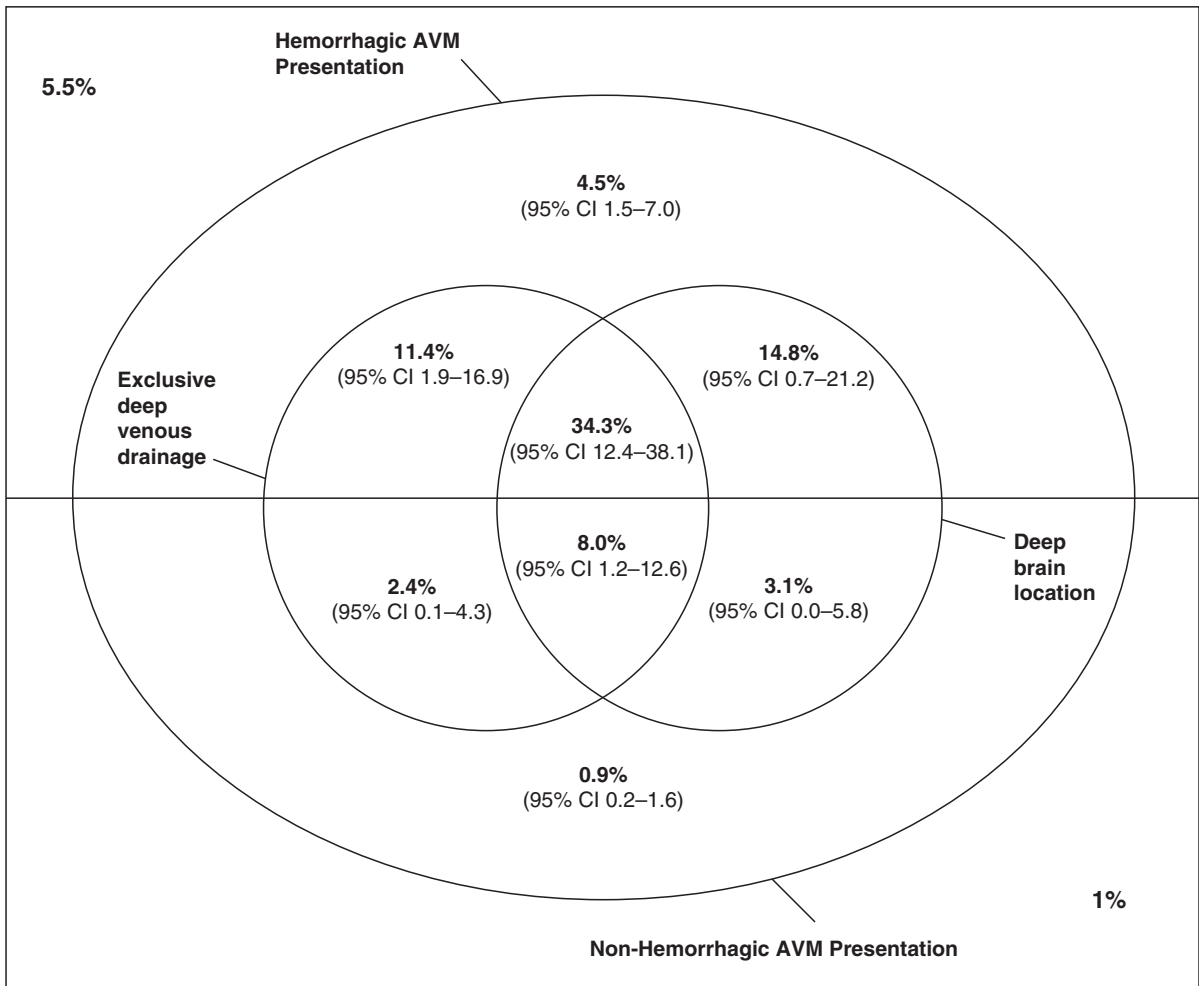 Hemorrhagic AVM
Presentation
5.5%
4.5%
(95% CI 1.5–7.0)
11.4%
(95% CI 1.9–16.9)
14.8%
(95% CI 0.7–21.2)
Exclusive
deep
venous
drainage
34.3%
(95% CI 12.4–38.1)
8.0%
(95% CI 1.2–12.6)
2.4%
(95% CI 0.1–4.3)
3.1%
(95% CI 0.0–5.8)
Deep
brain
location
0.9%
(95% CI 0.2–1.6)
1%
Non-Hemorrhagic AVM Presentation